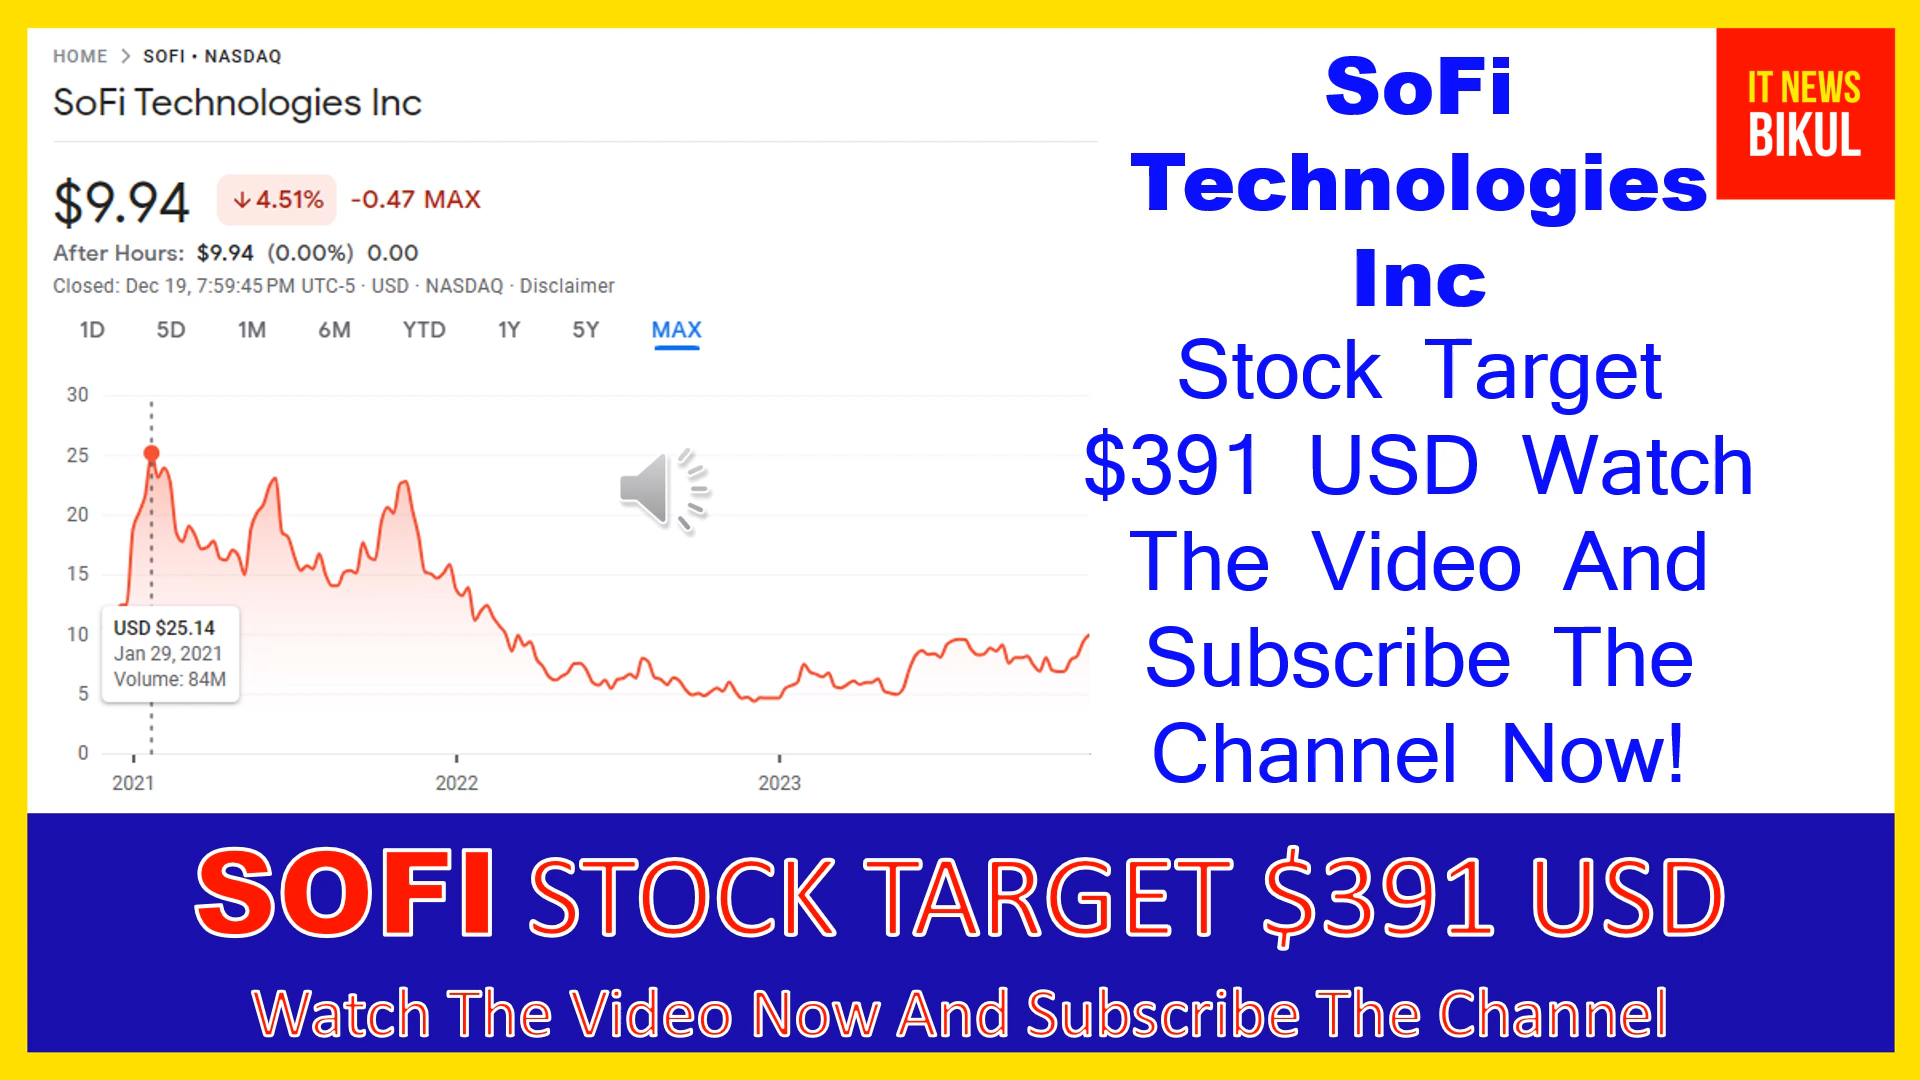 HOME > SOFI • NASDAQ
SoFi Technologies Inc
$9.94 ↓4.51% -0.47 MAX
After Hours: $9.94 (0.00%) 0.00
Closed: Dec 19, 7:59:45 PM UTC-5 · USD · NASDAQ · Disclaimer
1D 5D 1M 6M YTD 1Y 5Y MAX
30
25
20
15
10
5
0
USD $25.14
Jan 29, 2021
Volume: 84M
2021 2022 2023
SoFi
Technologies
Inc
Stock Target
$391 USD Watch
The Video And
Subscribe The
Channel Now!
IT NEWS
BIKUL
SOFI STOCK TARGET $391 USD
Watch The Video Now And Subscribe The Channel